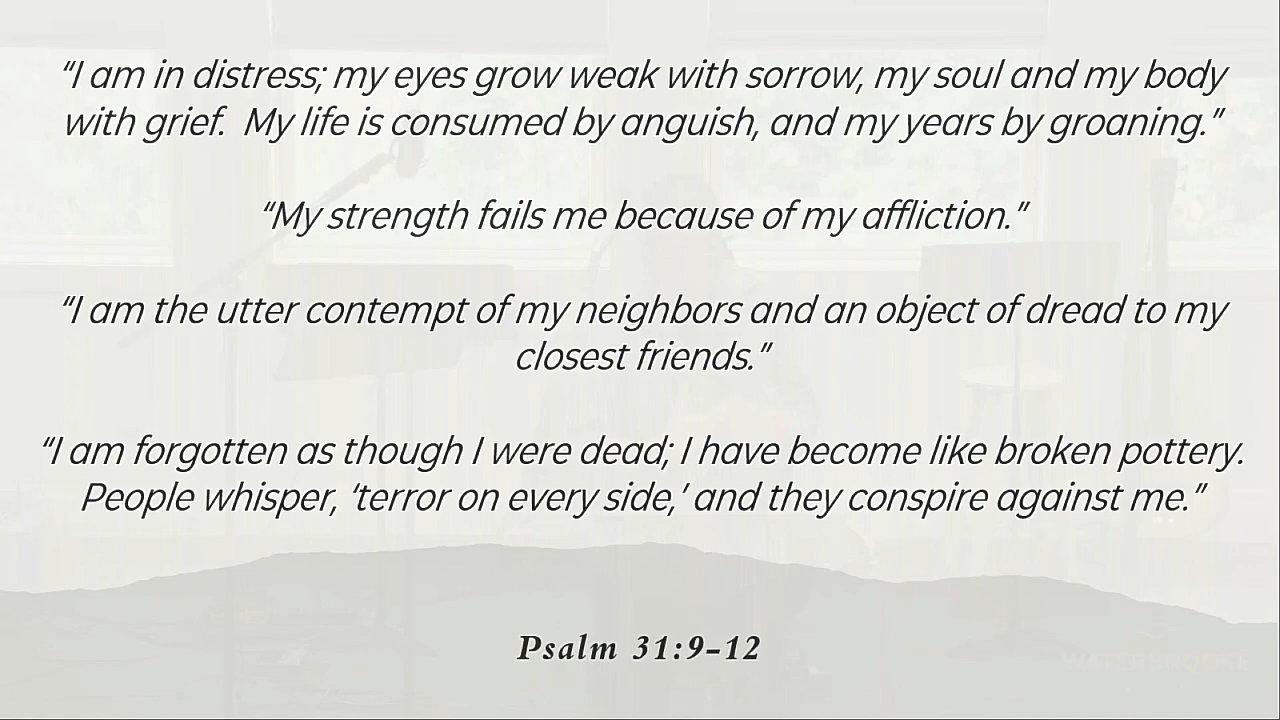 “I am in distress; my eyes grow weak with sorrow, my soul and my body
with grief.  My life is consumed by anguish, and my years by groaning.”
“My strength fails me because of my affliction.”
“I am the utter contempt of my neighbors and an object of dread to my
closest friends.”
“I am forgotten as though I were dead; I have become like broken pottery.
People whisper, ‘terror on every side,’ and they conspire against me.”
Psalm 31:9–12
WATERBROOKE